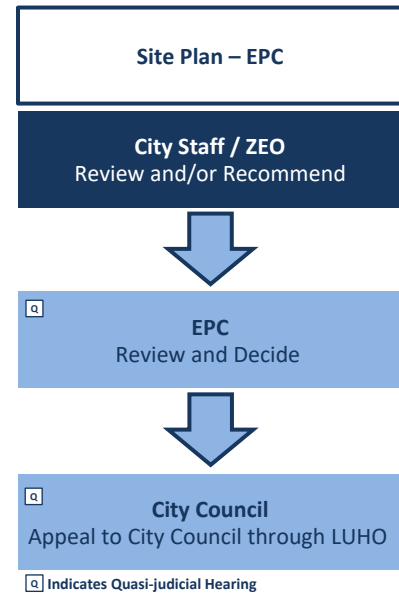 Site Plan – EPC
City Staff / ZEO
Review and/or Recommend
Q
EPC
Review and Decide
Q
City Council
Appeal to City Council through LUHO
Q Indicates Quasi-judicial Hearing